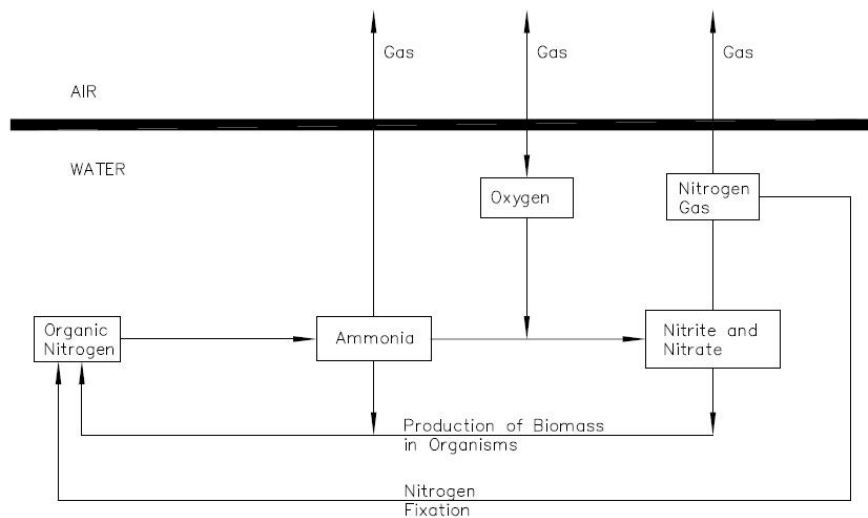 Gas
Gas
Gas
AIR
WATER
Oxygen
Nitrogen
Gas
Organic
Nitrogen
Ammonia
Nitrite and
Nitrate
Production of Biomass
in Organisms
Nitrogen
Fixation